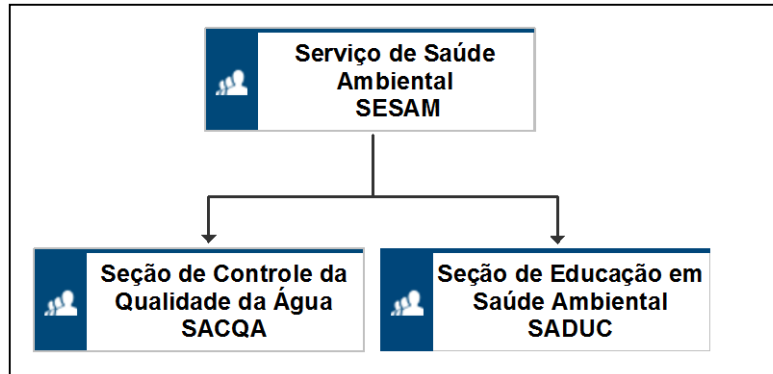 Serviço de Saúde
Ambiental
SESAM
Seção de Controle da
Qualidade da Água
SACQA
Seção de Educação em
Saúde Ambiental
SADUC